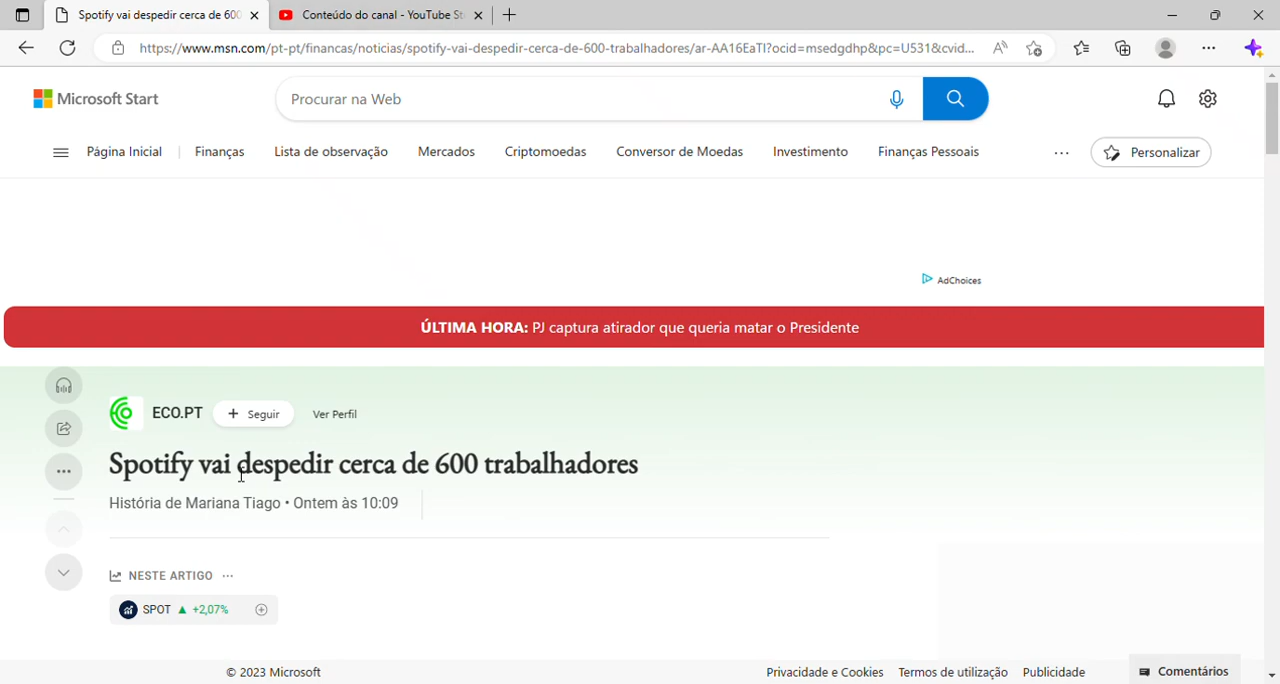 Spotify vai despedir cerca de 600
Conteúdo do canal - YouTube St
https://www.msn.com/pt-pt/financas/noticias/spotify-vai-despedir-cerca-de-600-trabalhadores/ar-AA16EaTl?ocid=msedgdhp&pc=U531&cvid...
Microsoft Start
Procurar na Web
Página Inicial
Finanças
Lista de observação
Mercados
Criptomoedas
Conversor de Moedas
Investimento
Finanças Pessoais
...
Personalizar
AdChoices
ÚLTIMA HORA: PJ captura atirador que queria matar o Presidente
ECO.PT
+ Seguir
Ver Perfil
Spotify vai despedir cerca de 600 trabalhadores
História de Mariana Tiago • Ontem às 10:09
NESTE ARTIGO ...
SPOT ▲ +2,07%
© 2023 Microsoft
Privacidade e Cookies
Termos de utilização
Publicidade
Comentários